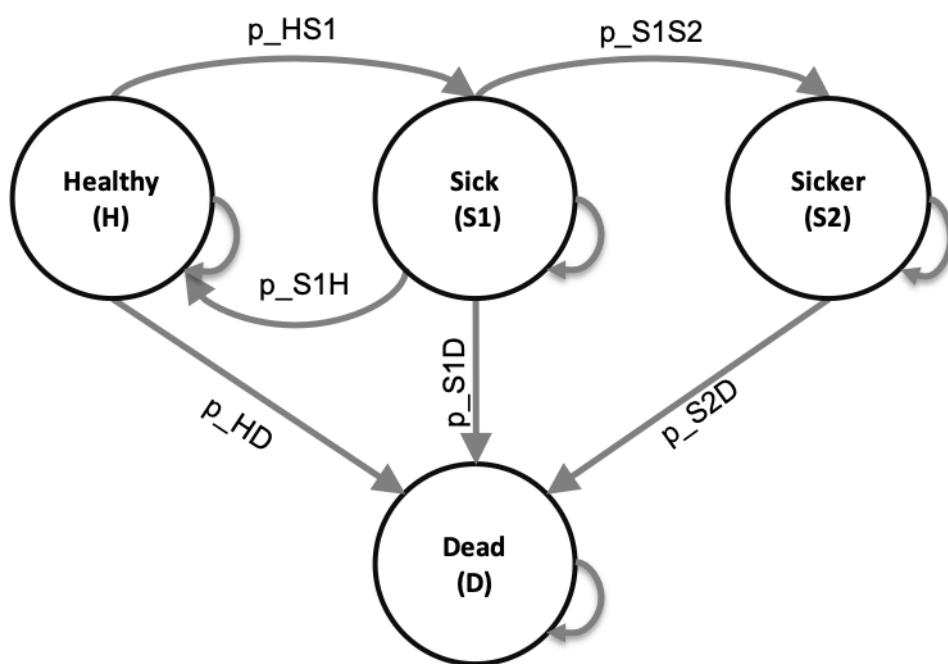 p_HS1
p_S1S2
Healthy
(H)
Sick
(S1)
Sicker
(S2)
p_S1H
p_HD
p_S1D
p_S2D
Dead
(D)